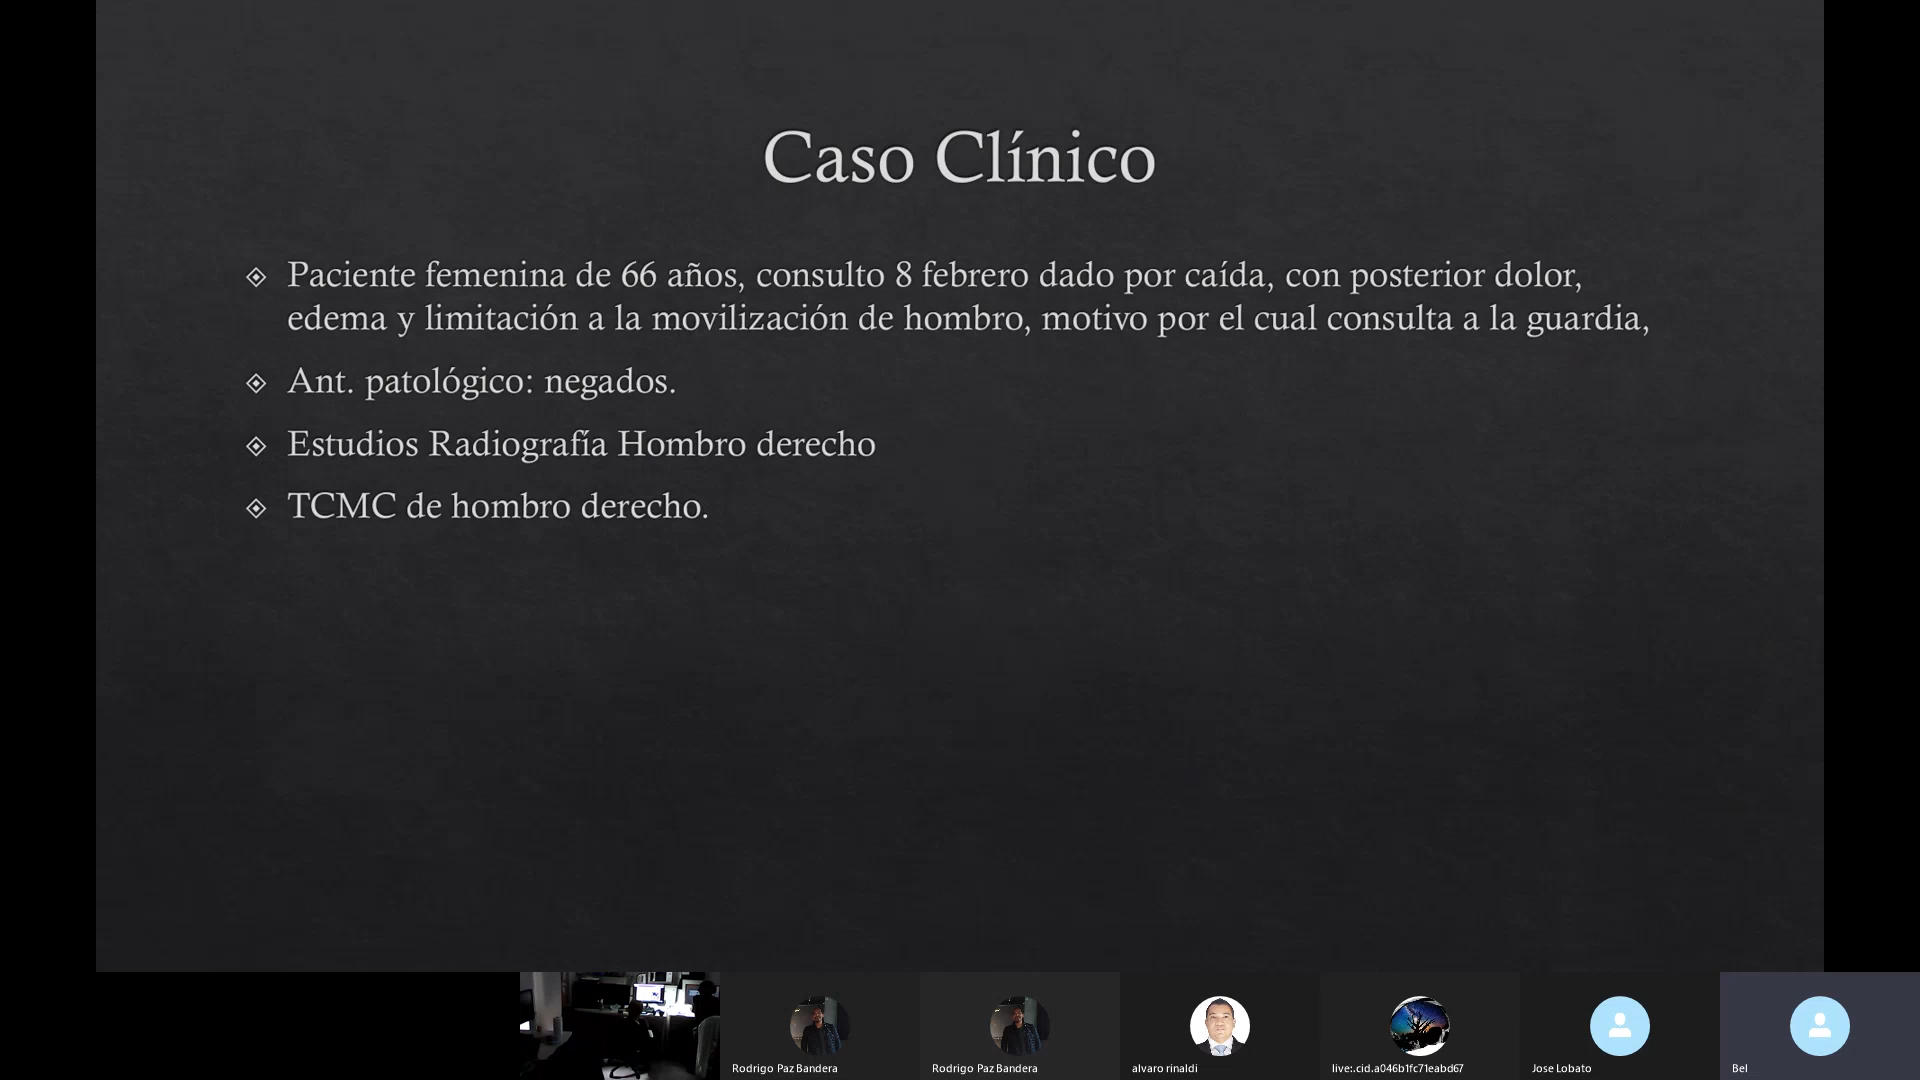 Caso Clínico
Paciente femenina de 66 años, consulto 8 febrero dado por caída, con posterior dolor,
edema y limitación a la movilización de hombro, motivo por el cual consulta a la guardia,
Ant. patológico: negados.
Estudios Radiografía Hombro derecho
TCMC de hombro derecho.
Rodrigo Paz Bandera
Rodrigo Paz Bandera
alvaro rinaldi
live:.cid.a046b1fc71eabd67
Jose Lobato
Bel